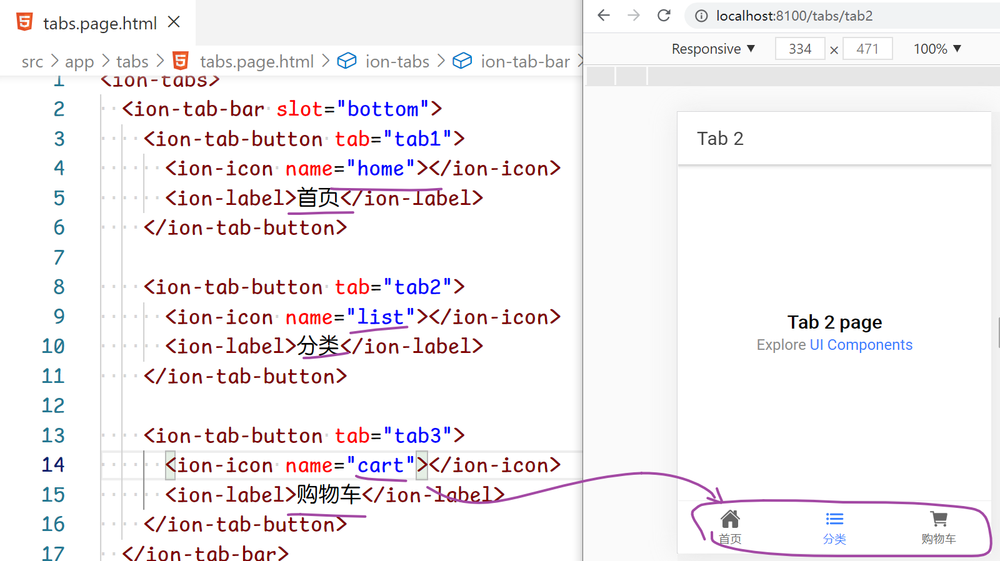 tabs.page.html
src > app > tabs > tabs.page.html > ion-tabs > ion-tab-bar >
1 <ion-tabs>
2 <ion-tab-bar slot="bottom">
3 <ion-tab-button tab="tab1">
4 <ion-icon name="home"></ion-icon>
5 <ion-label>首页</ion-label>
6 </ion-tab-button>
7
8 <ion-tab-button tab="tab2">
9 <ion-icon name="list"></ion-icon>
10 <ion-label>分类</ion-label>
11 </ion-tab-button>
12
13 <ion-tab-button tab="tab3">
14 <ion-icon name="cart"></ion-icon>
15 <ion-label>购物车</ion-label>
16 </ion-tab-button>
17 </ion-tab-bar>
localhost:8100/tabs/tab2
Responsive ▼ 334 × 471 100% ▼
Tab 2
Tab 2 page
Explore UI Components
首页 分类 购物车